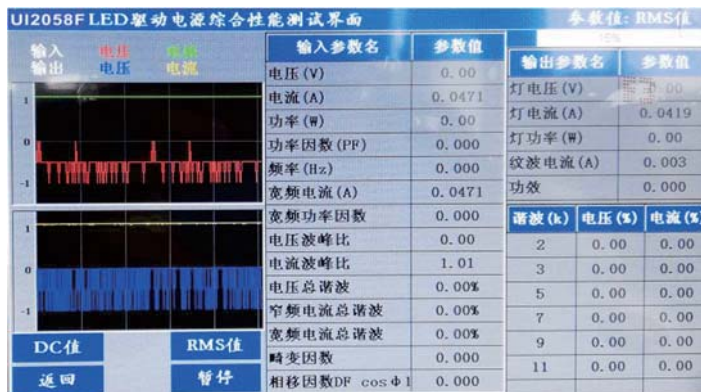 UI2058F LED驱动电源综合性能测试界面
参数值: RMS值
输入 电压 电流
输出 电压 电流
1
0
-1
1
0
-1
DC值 RMS值
返回 暂停
输入参数名 参数值
电压(V) 0.00
电流(A) 0.0471
功率(W) 0.00
功率因数(PF) 0.000
频率(Hz) 0.000
宽频电流(A) 0.0471
宽频功率因数 0.000
电压波峰比 0.00
电流波峰比 1.01
电压总谐波 0.00%
窄频电流总谐波 0.00%
宽频电流总谐波 0.00%
畸变因数 0.000
相移因数DF cosΦ1 0.000
输出参数名 参数值
灯电压(V)
灯电流(A) 0.0419
灯功率(W) 0.00
纹波电流(A) 0.003
功效 0.000
谐波(k) 电压(%) 电流(%)
2 0.00 0.00
3 0.00 0.00
5 0.00 0.00
7 0.00 0.00
9 0.00 0.00
11 0.00 0.00